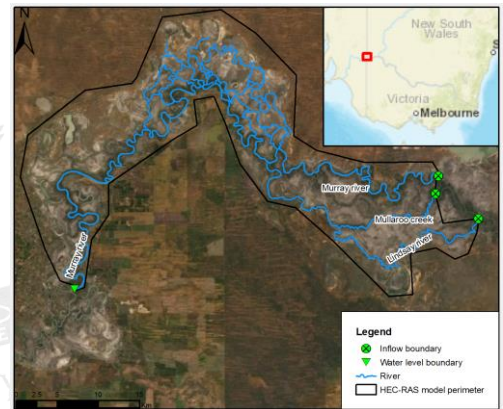 N
New South
Wales
Victoria
Melbourne
Murray river
Mullaroo creek
Lindsay river
Murray river
Legend
Inflow boundary
Water level boundary
River
HEC-RAS model perimeter